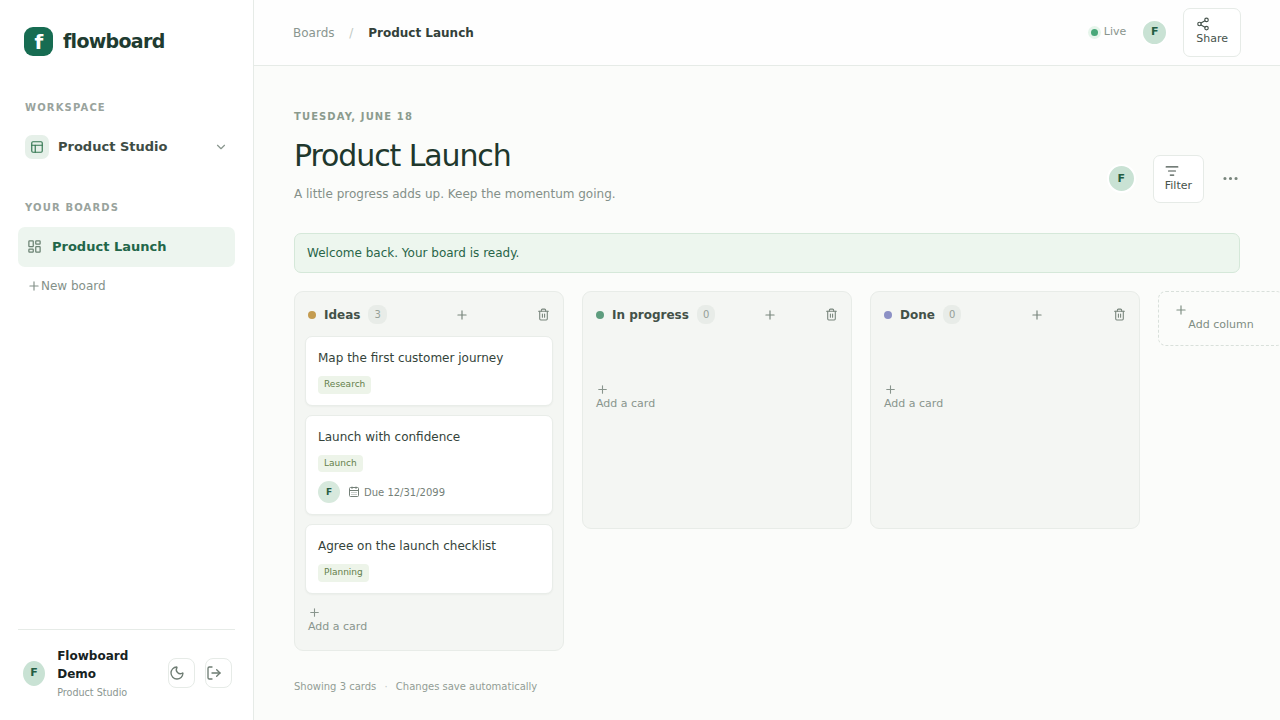 f flowboard
WORKSPACE
Product Studio
YOUR BOARDS
Product Launch
New board
F
Flowboard
Demo
Product Studio
Boards / Product Launch
Live
F
Share
TUESDAY, JUNE 18
Product Launch
A little progress adds up. Keep the momentum going.
F
Filter
Welcome back. Your board is ready.
Ideas 3
Map the first customer journey
Research
Launch with confidence
Launch
F Due 12/31/2099
Agree on the launch checklist
Planning
Add a card
In progress 0
Add a card
Done 0
Add a card
Add column
Showing 3 cards · Changes save automatically